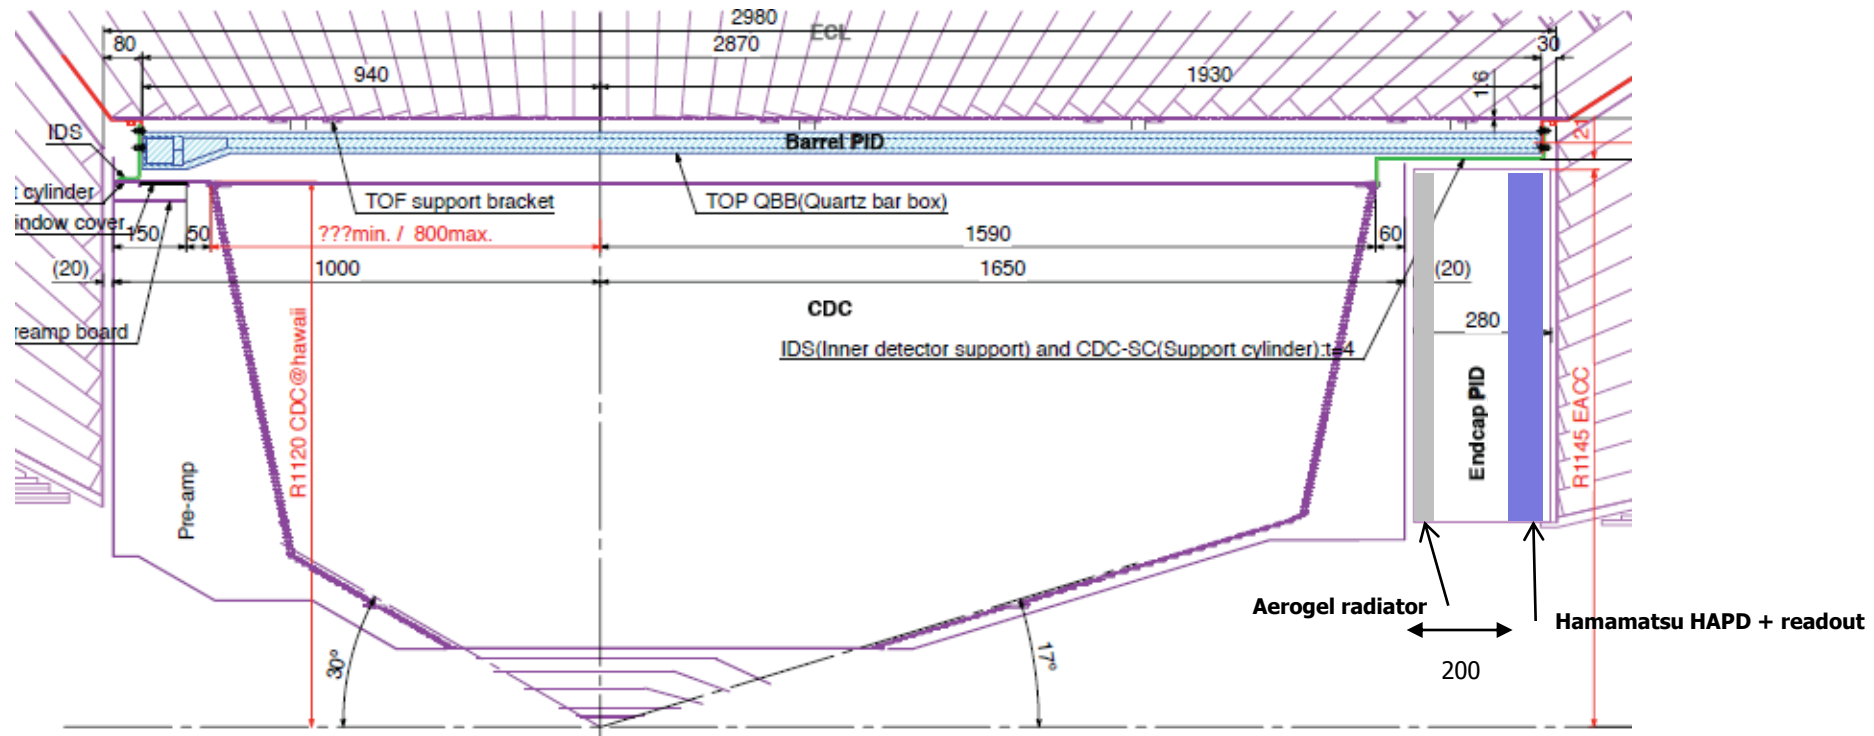 2980
ECL
80
2870
30
940
1930
1.6
IDS
21
Barrel PID
t cylinder
TOF support bracket
TOP QBB(Quartz bar box)
indow cover
150
50
???min. / 800max.
1590
60
(20)
1000
1650
(20)
CDC
280
reamp board
IDS(Inner detector support) and CDC-SC(Support cylinder):t=4
R1120 CDC@hawaii
Endcap PID
R1145 EACC
Pre-amp
Aerogel radiator
Hamamatsu HAPD + readout
30°
17°
200